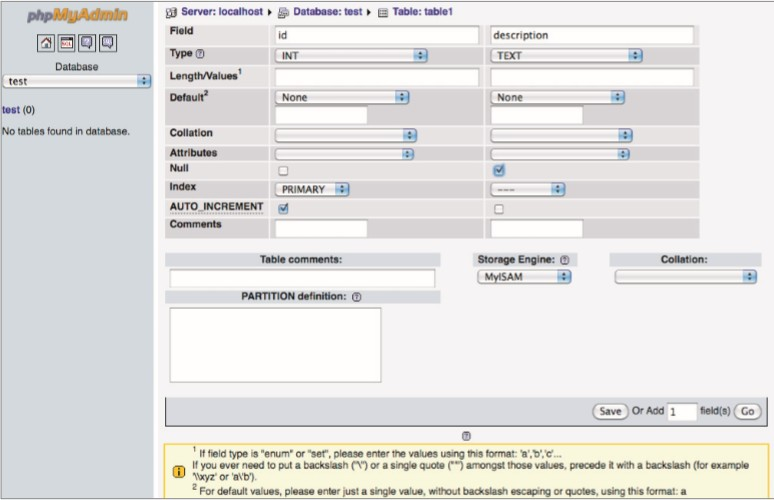 phpMyAdmin
Server: localhost Database: test Table: table1
Database
test
test (0)
No tables found in database.
Field id description
Type INT TEXT
Length/Values1
Default2 None None
Collation
Attributes
Null
Index PRIMARY ---
AUTO_INCREMENT
Comments
Table comments: Storage Engine: Collation:
MyISAM
PARTITION definition:
Save Or Add 1 field(s) Go
1 If field type is "enum" or "set", please enter the values using this format: 'a','b','c'...
If you ever need to put a backslash ("\") or a single quote ("'") amongst those values, precede it with a backslash (for example
'\\xyz' or 'a\'b').
2 For default values, please enter just a single value, without backslash escaping or quotes, using this format: a